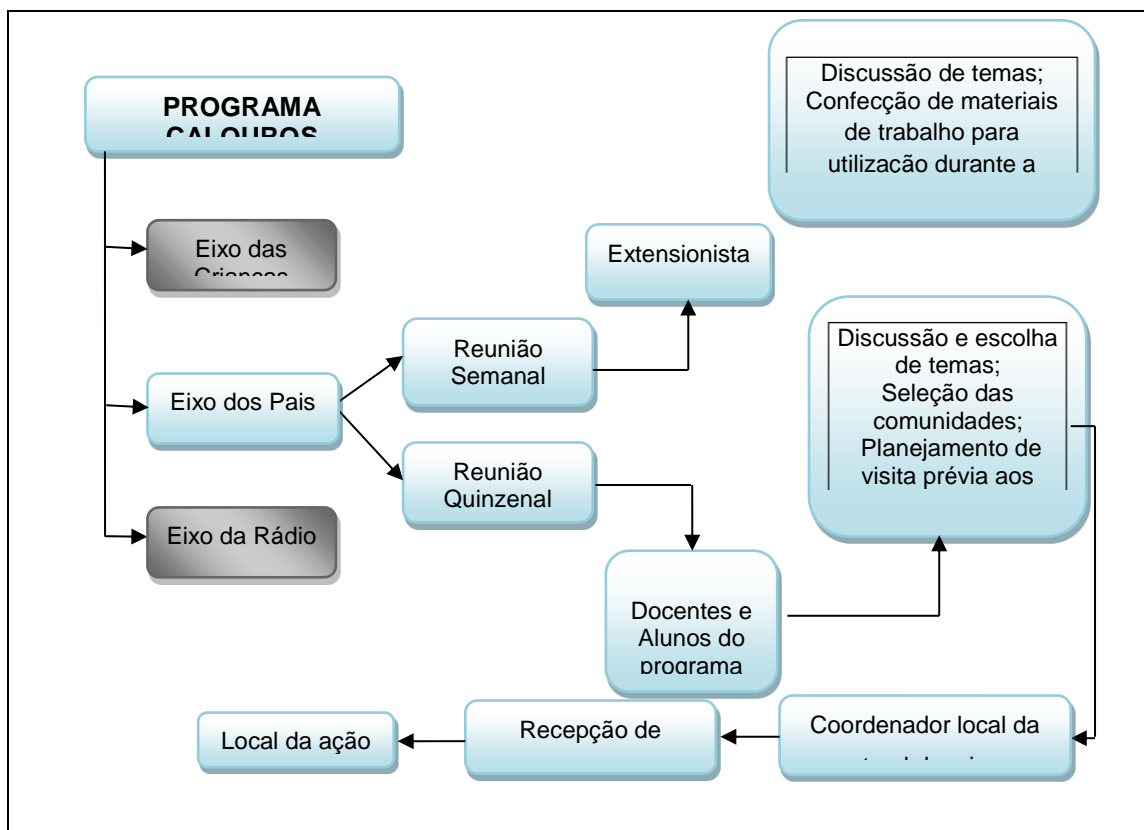 PROGRAMA
CALOUROS
Discussão de temas;
Confecção de materiais
de trabalho para
utilização durante a
Eixo das
Crianças
Extensionista
Reunião
Semanal
Discussão e escolha
de temas;
Seleção das
comunidades;
Planejamento de
visita prévia aos
Eixo dos Pais
Reunião
Quinzenal
Eixo da Rádio
Docentes e
Alunos do
programa
Coordenador local da
Recepção de
Local da ação